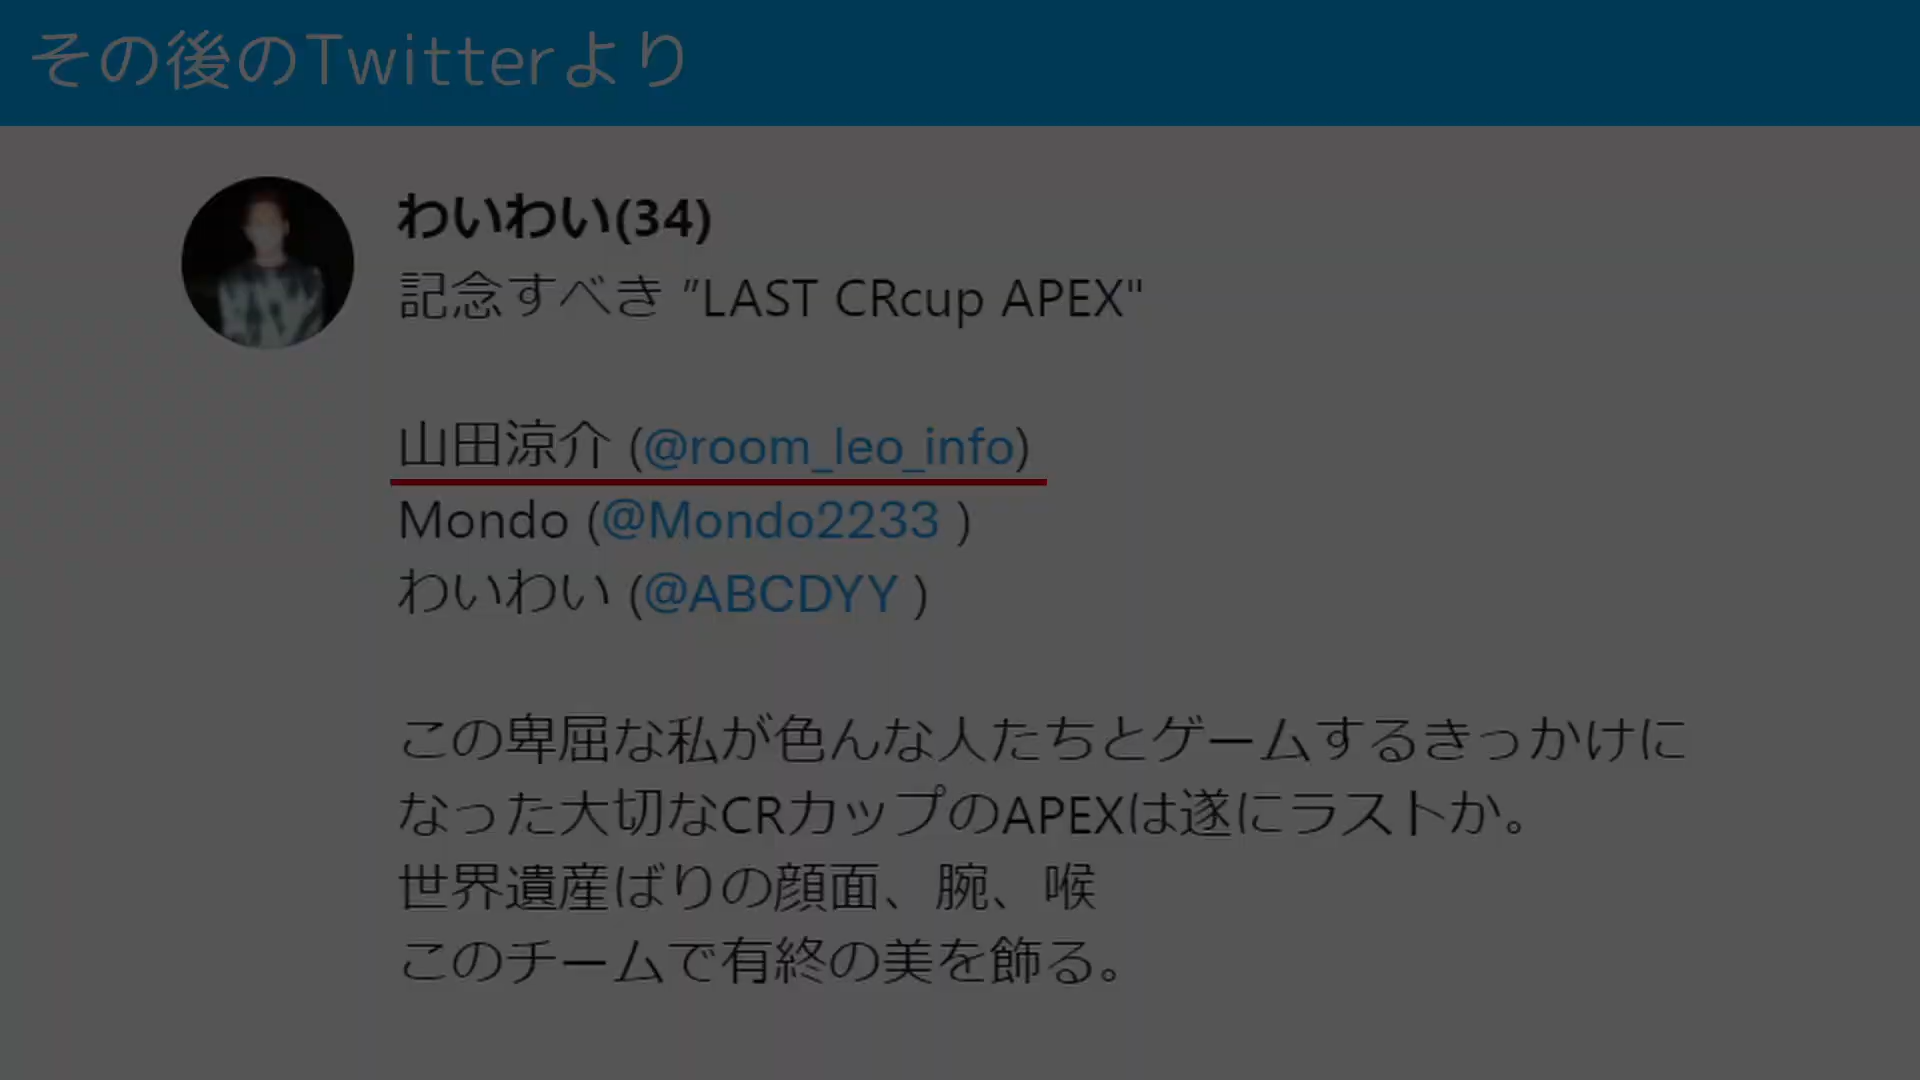 その後のTwitterより
わいわい(34)
記念すべき "LAST CRcup APEX"
山田涼介 (@room_leo_info)
Mondo (@Mondo2233 )
わいわい (@ABCDYY )
この卑屈な私が色んな人たちとゲームするきっかけに
なった大切なCRカップのAPEXは遂にラストか。
世界遺産ばりの顔面、腕、喉
このチームで有終の美を飾る。